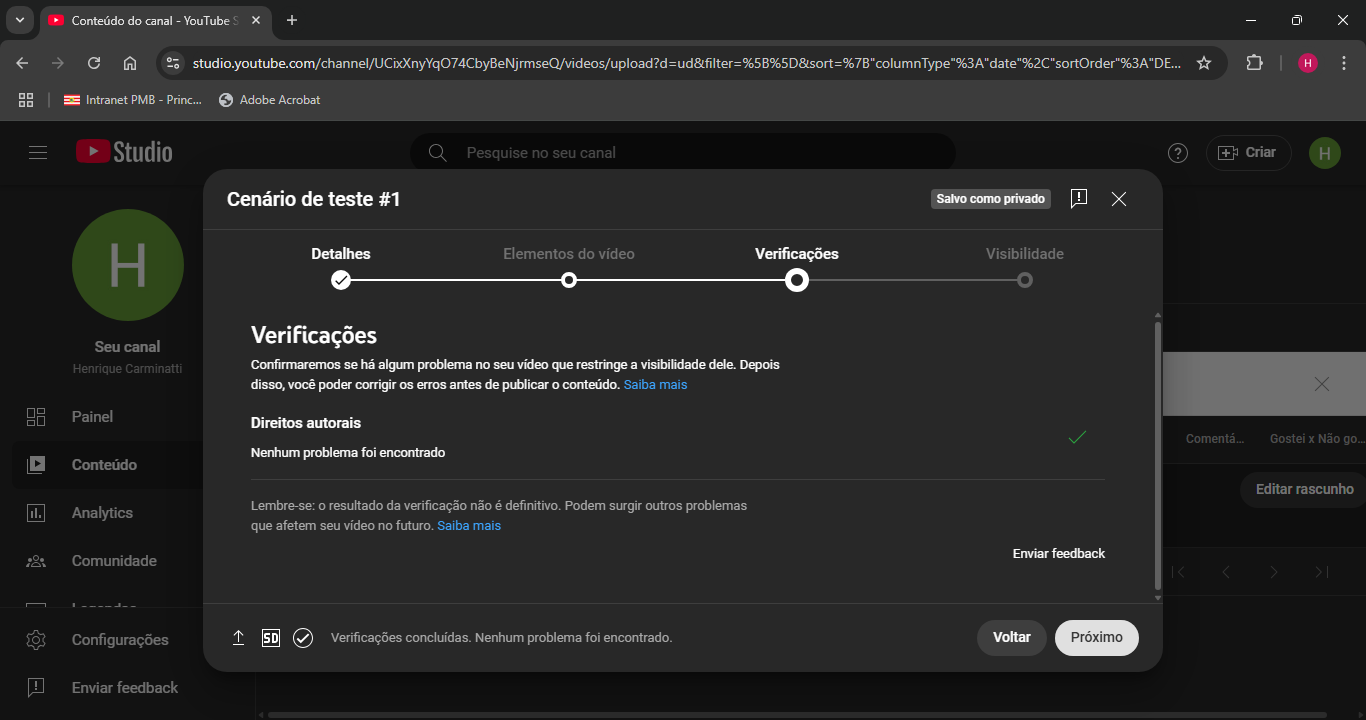 Conteúdo do canal - YouTube S
studio.youtube.com/channel/UCixXnyYqO74CbyBeNjrmseQ/videos/upload?d=ud&filter=%5B%5D&sort=%7B"columnType"%3A"date"%2C"sortOrder"%3A"DE...
H
Intranet PMB - Princ...
Adobe Acrobat
Studio
Pesquise no seu canal
Criar
H
Cenário de teste #1
Salvo como privado
Detalhes
Elementos do vídeo
Verificações
Visibilidade
H
Seu canal
Henrique Carminatti
Painel
Conteúdo
Analytics
Comunidade
Configurações
Enviar feedback
Verificações
Confirmaremos se há algum problema no seu vídeo que restringe a visibilidade dele. Depois
disso, você poder corrigir os erros antes de publicar o conteúdo. Saiba mais
Direitos autorais
Nenhum problema foi encontrado
Lembre-se: o resultado da verificação não é definitivo. Podem surgir outros problemas
que afetem seu vídeo no futuro. Saiba mais
Enviar feedback
Comentá...
Gostei x Não go...
Editar rascunho
SD
Verificações concluídas. Nenhum problema foi encontrado.
Voltar
Próximo